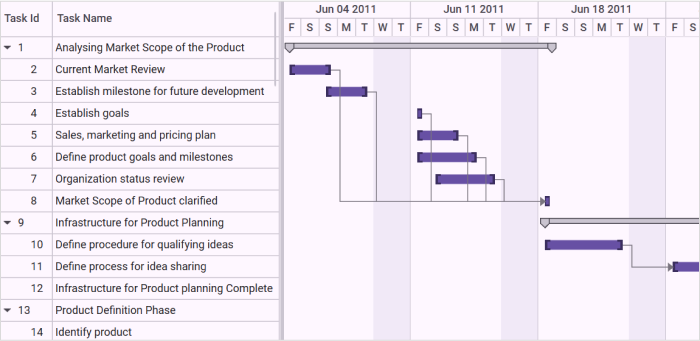 Task Id Task Name Jun 04 2011 Jun 11 2011 Jun 18 2011
F S S M T W T F S S M T W T F S S M T W T F S
1 Analysing Market Scope of the Product
2 Current Market Review
3 Establish milestone for future development
4 Establish goals
5 Sales, marketing and pricing plan
6 Define product goals and milestones
7 Organization status review
8 Market Scope of Product clarified
9 Infrastructure for Product Planning
10 Define procedure for qualifying ideas
11 Define process for idea sharing
12 Infrastructure for Product planning Complete
13 Product Definition Phase
14 Identify product